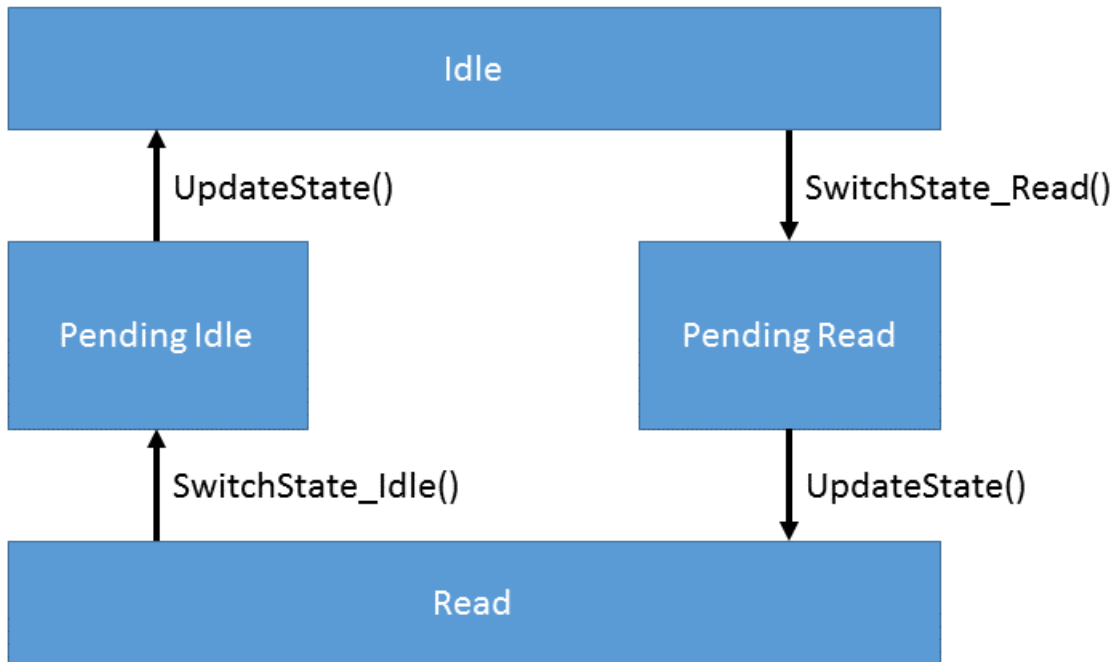 Idle
UpdateState()
SwitchState_Read()
Pending Idle
Pending Read
SwitchState_Idle()
UpdateState()
Read